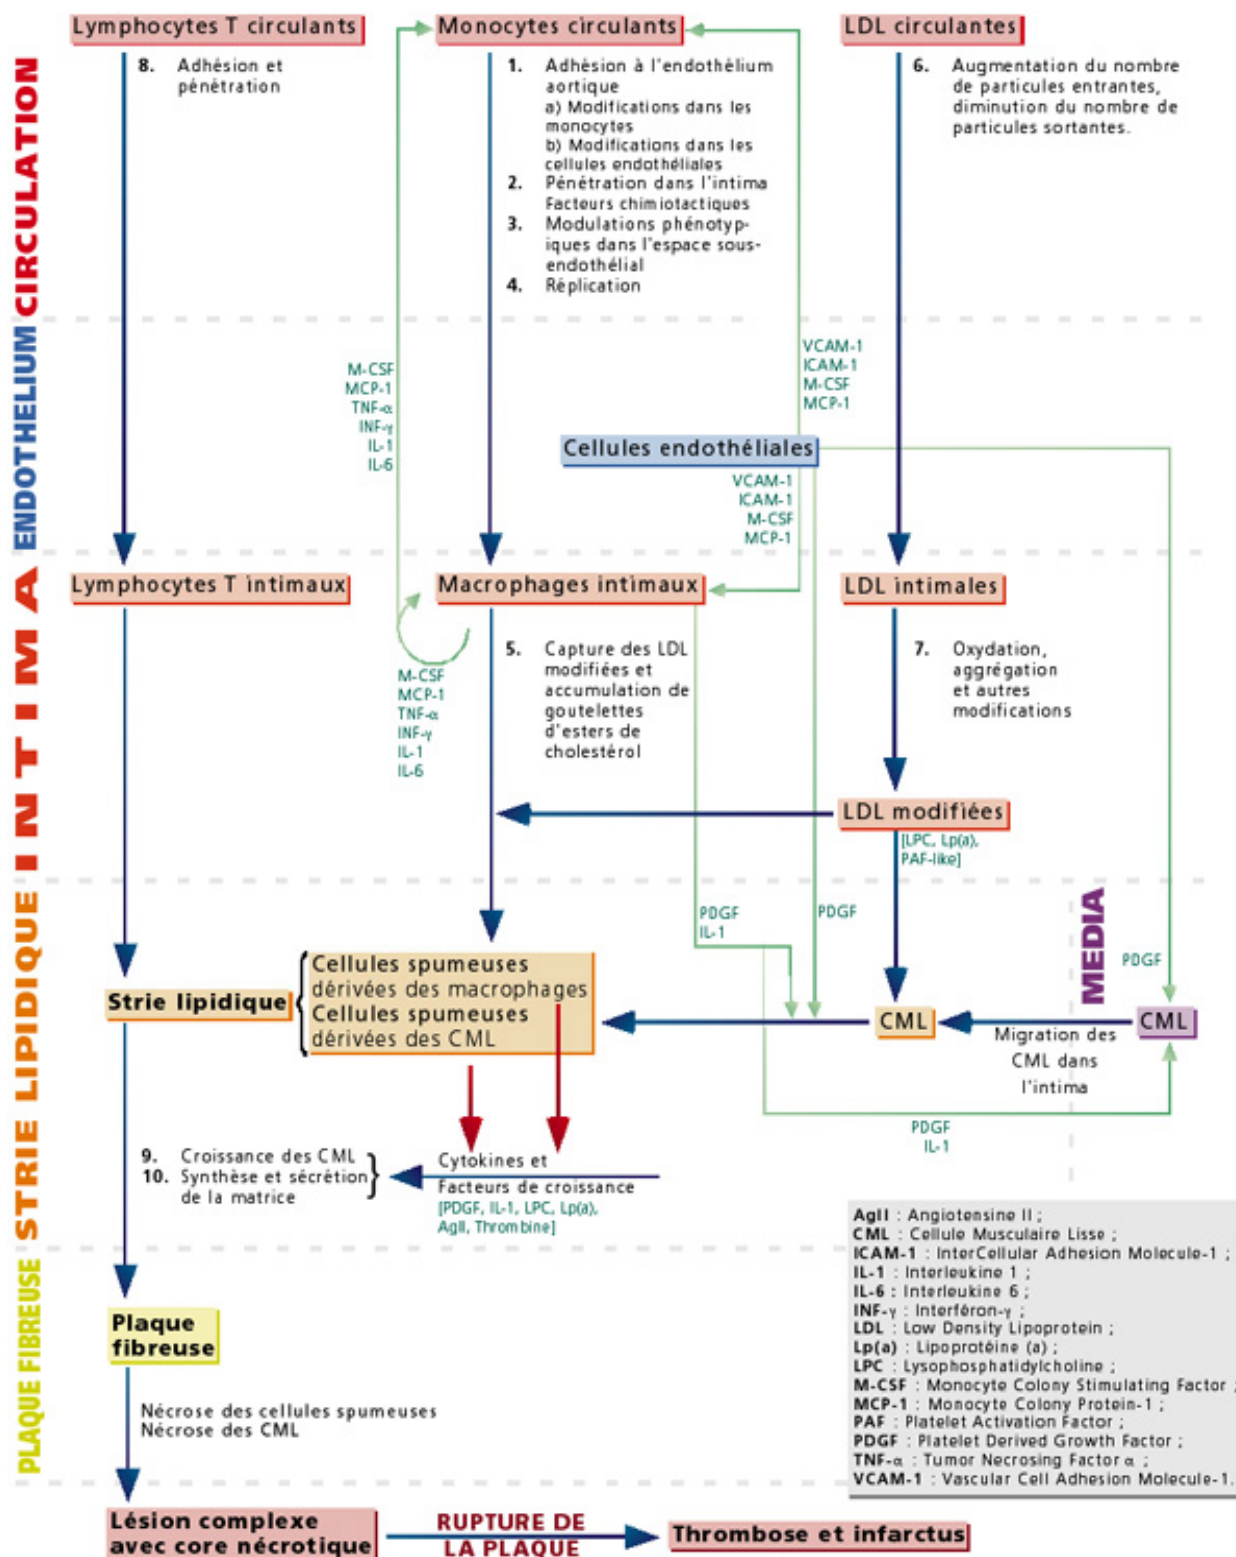 Lymphocytes T circulants
Monocytes circulants
LDL circulantes
8. Adhésion et
pénétration
1. Adhésion à l'endothélium
aortique
a) Modifications dans les
monocytes
b) Modifications dans les
cellules endothéliales
2. Pénétration dans l'intima
Facteurs chimiotactiques
3. Modulations phénotyp-
iques dans l'espace sous-
endothélial
4. Réplication
6. Augmentation du nombre
de particules entrantes,
diminution du nombre de
particules sortantes.
CIRCULATION
M-CSF
MCP-1
TNF-α
INF-γ
IL-1
IL-6
VCAM-1
ICAM-1
M-CSF
MCP-1
Cellules endothéliales
VCAM-1
ICAM-1
M-CSF
MCP-1
ENDOTHELIUM
Lymphocytes T intimaux
Macrophages intimaux
LDL intimales
M-CSF
MCP-1
TNF-α
INF-γ
IL-1
IL-6
5. Capture des LDL
modifiées et
accumulation de
goutelettes
d'esters de
cholestérol
7. Oxydation,
aggrégation
et autres
modifications
LDL modifiées
[LPC, Lp(a),
PAF-like]
INTIMA
PDGF
IL-1
PDGF
MEDIA
PDGF
Strie lipidique
Cellules spumeuses
dérivées des macrophages
Cellules spumeuses
dérivées des CML
CML
CML
Migration des
CML dans
l'intima
PDGF
IL-1
9. Croissance des CML
10. Synthèse et sécrétion
de la matrice
Cytokines et
Facteurs de croissance
[PDGF, IL-1, LPC, Lp(a),
AgII, Thrombine]
STRIE LIPIDIQUE
AgII : Angiotensine II ;
CML : Cellule Musculaire Lisse ;
ICAM-1 : InterCellular Adhesion Molecule-1 ;
IL-1 : Interleukine 1 ;
IL-6 : Interleukine 6 ;
INF-γ : Interféron-γ ;
LDL : Low Density Lipoprotein ;
Lp(a) : Lipoprotéine (a) ;
LPC : Lysophosphatidylcholine ;
M-CSF : Monocyte Colony Stimulating Factor ;
MCP-1 : Monocyte Colony Protein-1 ;
PAF : Platelet Activation Factor ;
PDGF : Platelet Derived Growth Factor ;
TNF-α : Tumor Necrosing Factor α ;
VCAM-1 : Vascular Cell Adhesion Molecule-1.
Plaque
fibreuse
Nécrose des cellules spumeuses
Nécrose des CML
PLAQUE FIBREUSE
Lésion complexe
avec core nécrotique
RUPTURE DE
LA PLAQUE
Thrombose et infarctus